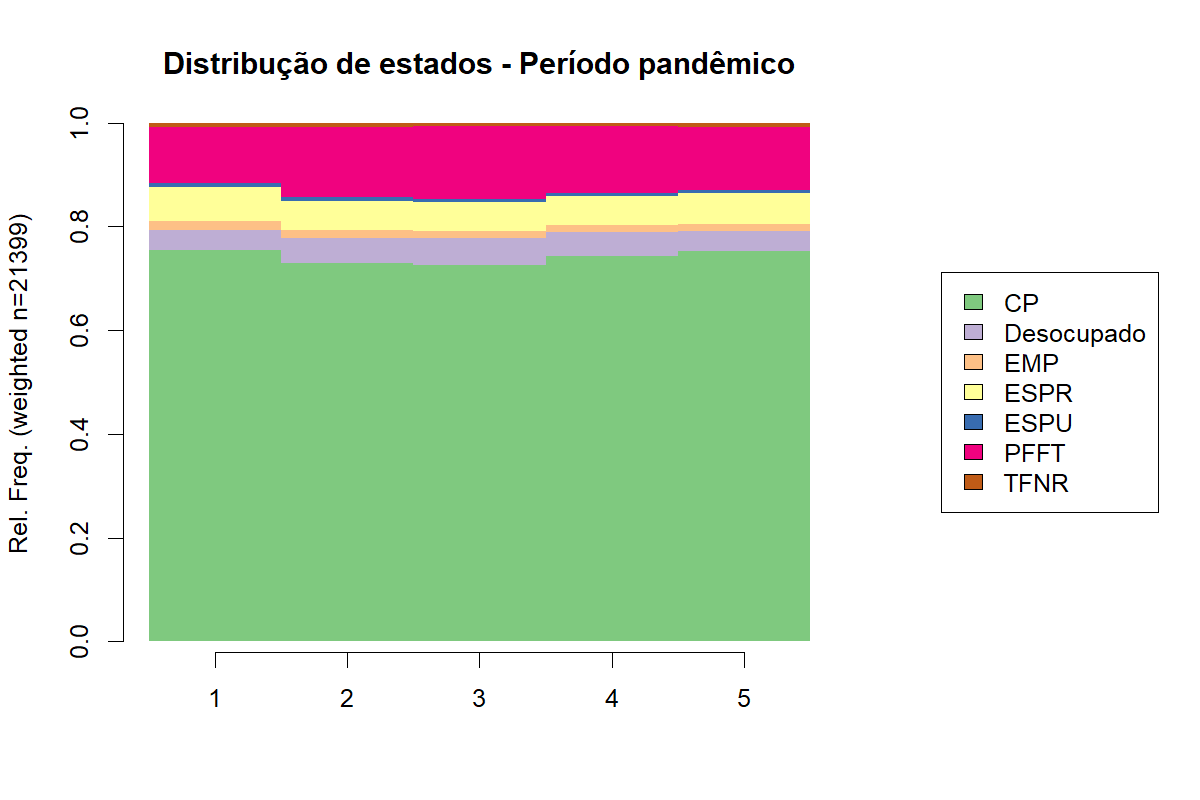 Distribução de estados - Período pandêmico
Rel. Freq. (weighted n=21399)
1.0
0.8
0.6
0.4
0.2
0.0
1 2 3 4 5
CP
Desocupado
EMP
ESPR
ESPU
PFFT
TFNR